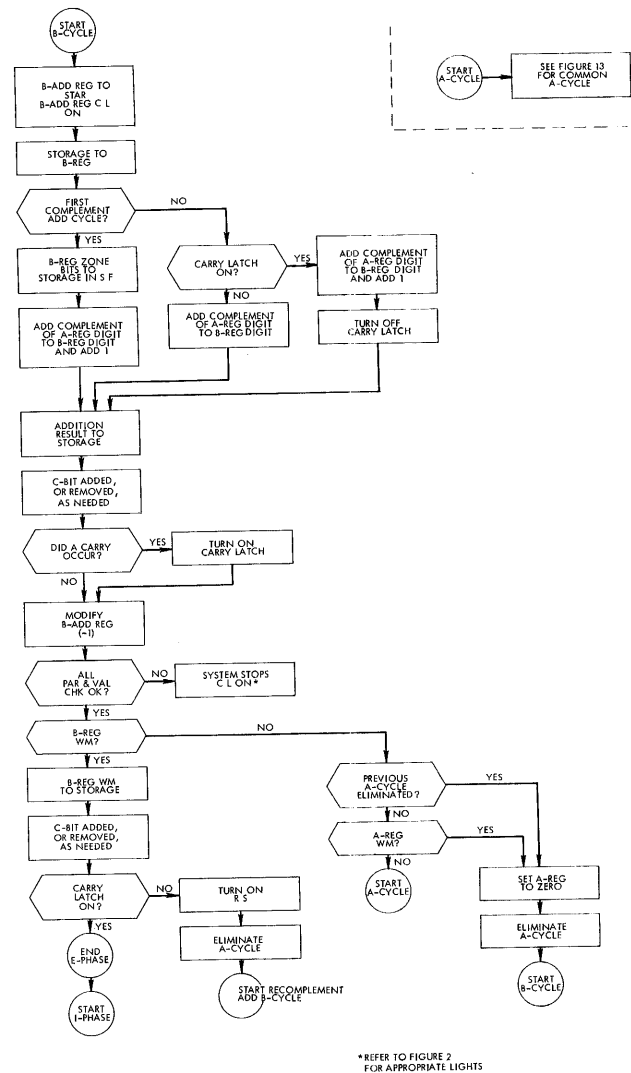 START
B-CYCLE
START
A-CYCLE
SEE FIGURE 13
FOR COMMON
A-CYCLE
B-ADD REG TO
STAR
B-ADD REG C L
ON
STORAGE TO
B-REG
FIRST
COMPLEMENT
ADD CYCLE?
NO
YES
B-REG ZONE
BITS TO
STORAGE IN S F
CARRY LATCH
ON?
YES
NO
ADD COMPLEMENT
OF A-REG DIGIT
TO B-REG DIGIT
AND ADD 1
ADD COMPLEMENT
OF A-REG DIGIT
TO B-REG DIGIT
AND ADD 1
ADD COMPLEMENT
OF A-REG DIGIT
TO B-REG DIGIT
TURN OFF
CARRY LATCH
ADDITION
RESULT TO
STORAGE
C-BIT ADDED,
OR REMOVED,
AS NEEDED
DID A CARRY
OCCUR?
YES
TURN ON
CARRY LATCH
NO
MODIFY
B-ADD REG
(-1)
ALL
PAR & VAL
CHK OK?
NO
SYSTEM STOPS
C L ON*
YES
B-REG
WM?
NO
YES
B-REG WM
TO STORAGE
PREVIOUS
A-CYCLE
ELIMINATED?
YES
NO
C-BIT ADDED,
OR REMOVED,
AS NEEDED
A-REG
WM?
YES
NO
START
A-CYCLE
SET A-REG
TO ZERO
CARRY
LATCH
ON?
NO
TURN ON
R S
YES
ELIMINATE
A-CYCLE
ELIMINATE
A-CYCLE
END
E-PHASE
START RECOMPLEMENT
ADD B-CYCLE
START
B-CYCLE
START
I-PHASE
*REFER TO FIGURE 2
FOR APPROPRIATE LIGHTS